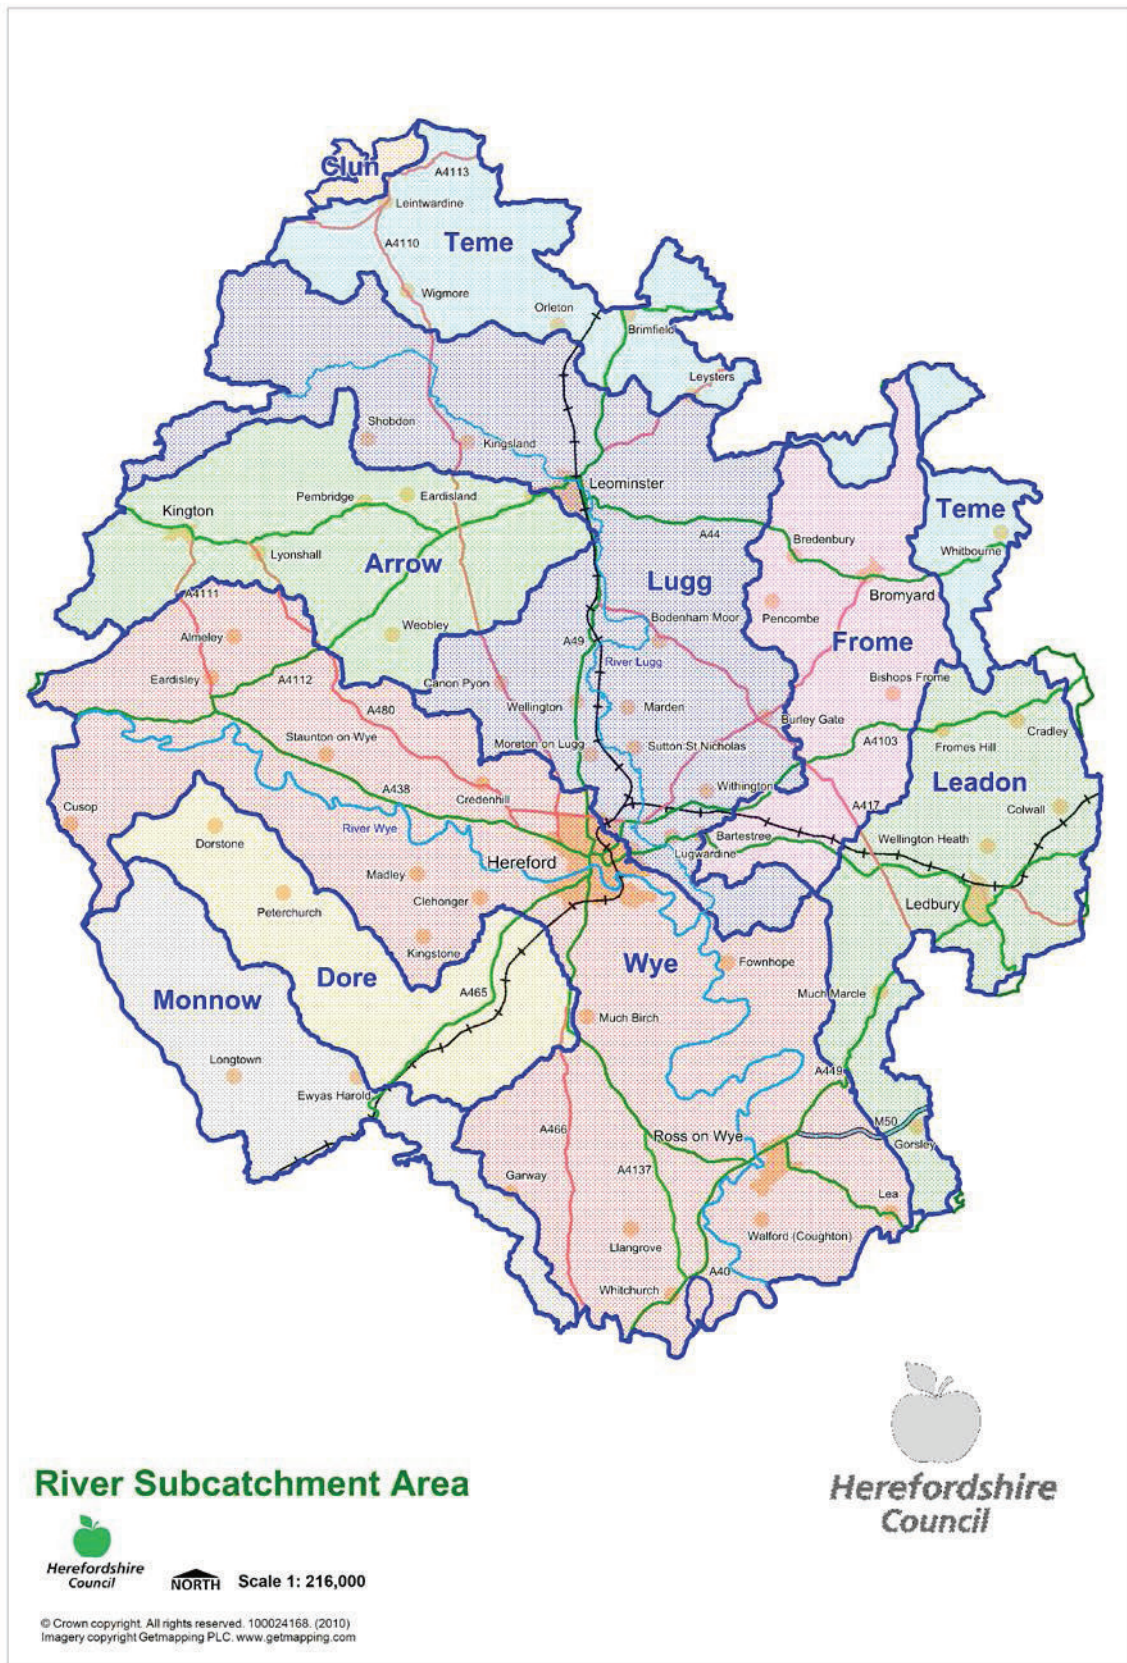 Clun
A4113
Leintwardine
A4110
Teme
Wigmore
Orleton
Brimfield
Leysters
Shobdon
Kingsland
Leominster
Pembridge
Eardisland
Kington
Teme
A44
Bredenbury
Whitbourne
Lyonshall
Arrow
Lugg
A4111
Bromyard
Bodenham Moor
Pencombe
Almeley
Weobley
A49
Frome
River Lugg
Eardisley
A4112
Canon Pyon
Bishops Frome
A480
Wellington
Marden
Burley Gate
Staunton on Wye
Moreton on Lugg
Sutton St Nicholas
A4103
Fromes Hill
Cradley
Leadon
A438
Credenhill
Withington
Cusop
A417
Colwall
River Wye
Bartestree
Wellington Heath
Dorstone
Hereford
Lugwardine
Madley
Clehonger
Ledbury
Peterchurch
Kingstone
Wye
Fownhope
Dore
A465
Much Marcle
Monnow
Much Birch
Longtown
A449
Ewyas Harold
M50
A466
Ross on Wye
Gorsley
Garway
A4137
Lea
Llangrove
Walford (Coughton)
A40
Whitchurch
Herefordshire
Council
River Subcatchment Area
Herefordshire
Council
NORTH
Scale 1: 216,000
© Crown copyright. All rights reserved. 100024168. (2010)
Imagery copyright Getmapping PLC. www.getmapping.com